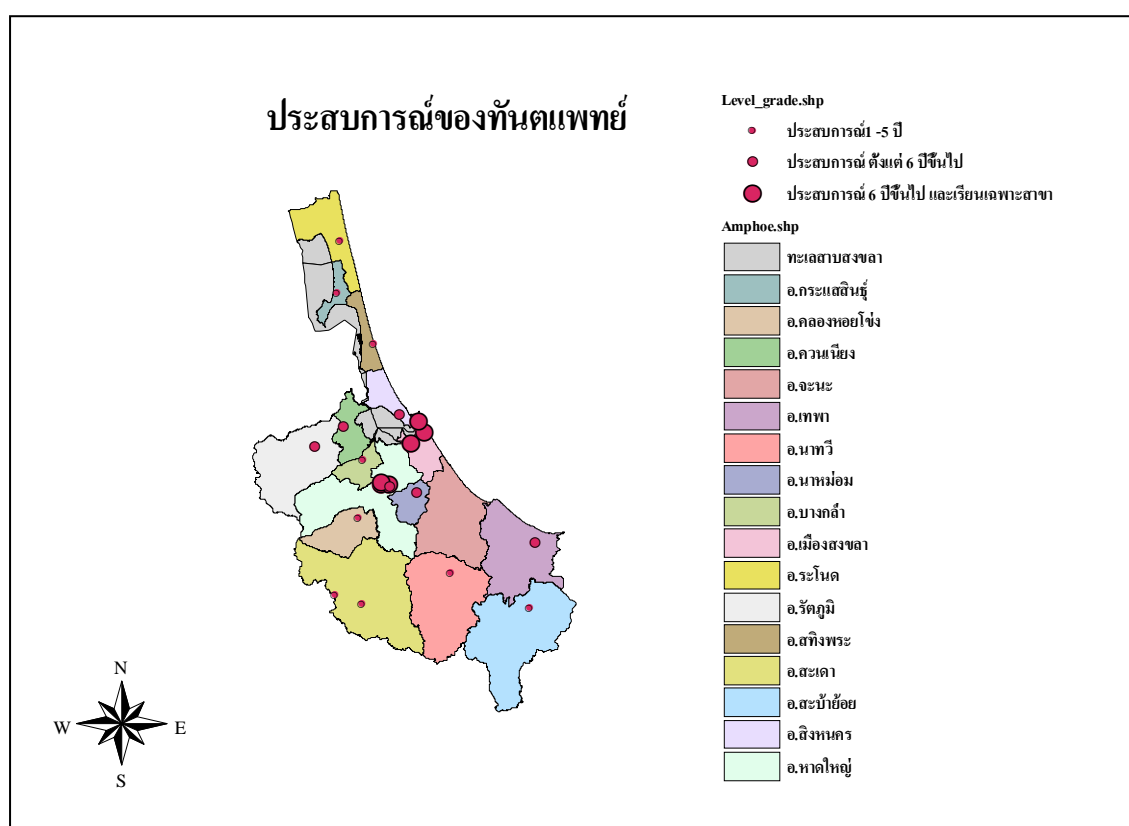 ประสบการณ์ของทันตแพทย์
Level_grade.shp
ประสบการณ์1 -5 ปี
ประสบการณ์ ตั้งแต่ 6 ปีขึ้นไป
ประสบการณ์ 6 ปีขึ้นไป และเรียนเฉพาะสาขา
Amphoe.shp
ทะเลสาบสงขลา
อ.กระแสสินธุ์
อ.คลองหอยโข่ง
อ.ควนเนียง
อ.จะนะ
อ.เทพา
อ.นาทวี
อ.นาหม่อม
อ.บางกล่ำ
อ.เมืองสงขลา
อ.ระโนด
อ.รัตภูมิ
อ.สทิงพระ
อ.สะเดา
อ.สะบ้าย้อย
อ.สิงหนคร
อ.หาดใหญ่
N
W
E
S